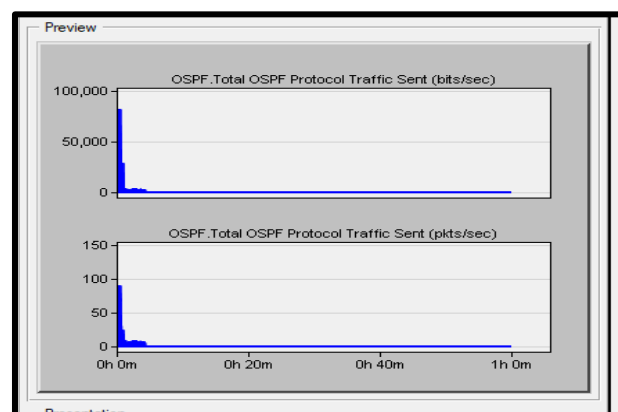 Preview
OSPF.Total OSPF Protocol Traffic Sent (bits/sec)
100,000
50,000
0
OSPF.Total OSPF Protocol Traffic Sent (pkts/sec)
150
100
50
0
0h 0m 0h 20m 0h 40m 1h 0m